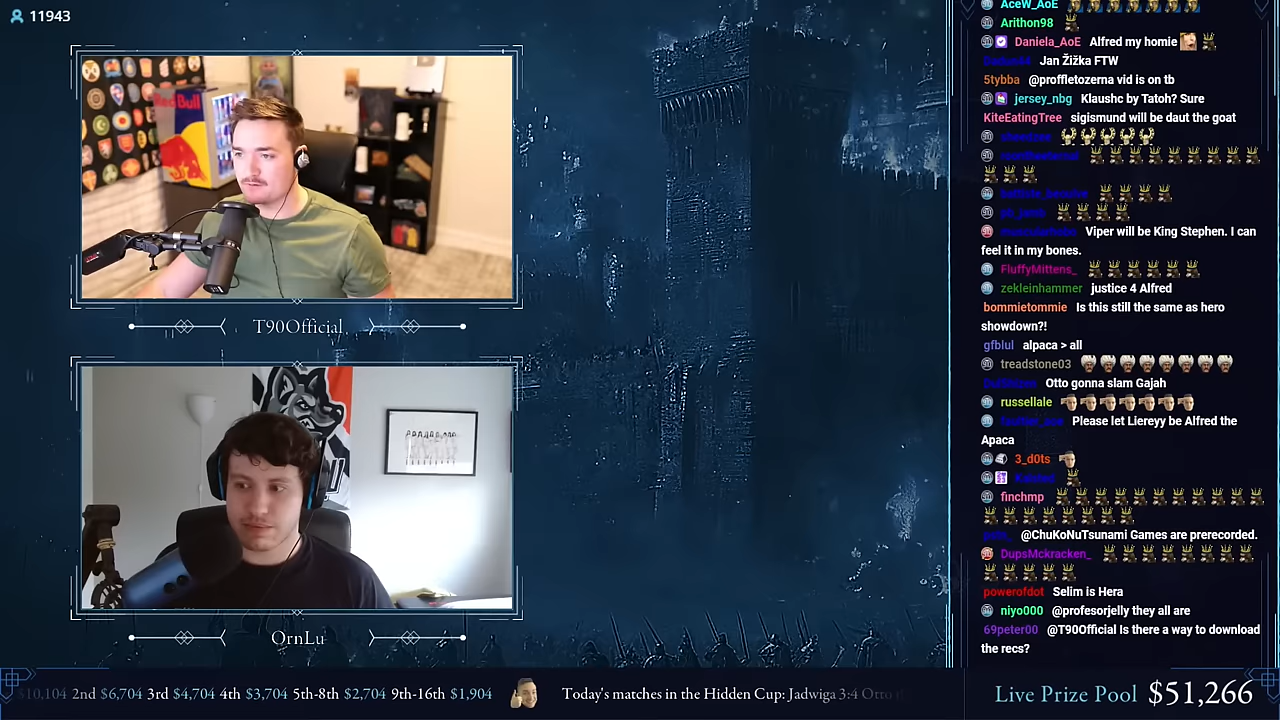 11943
Red Bull
T90Official
OrnLu
AceW_AoE
Arithon98
Daniela_AoE Alfred my homie
Jan Žižka FTW
5tybba @proffletozerna vid is on tb
jersey_nbg Klaushc by Tatoh? Sure
KiteEatingTree sigismund will be daut the goat
Viper will be King Stephen. I can
feel it in my bones.
FluffyMittens_
zekleinhammer justice 4 Alfred
bommietommie Is this still the same as hero
showdown?!
gfblul alpaca > all
treadstone03
Otto gonna slam Gajah
russellale
Please let Liereyy be Alfred the
Apaca
3_d0ts
finchmp
@ChuKoNuTsunami Games are prerecorded.
DupsMckracken_
powerofdot Selim is Hera
niyo000 @profesorjelly they all are
69peter00 @T90Official Is there a way to download
the recs?
$10,104 2nd $6,704 3rd $4,704 4th $3,704 5th-8th $2,704 9th-16th $1,904
Today's matches in the Hidden Cup: Jadwiga 3:4 Otto
Live Prize Pool $51,266